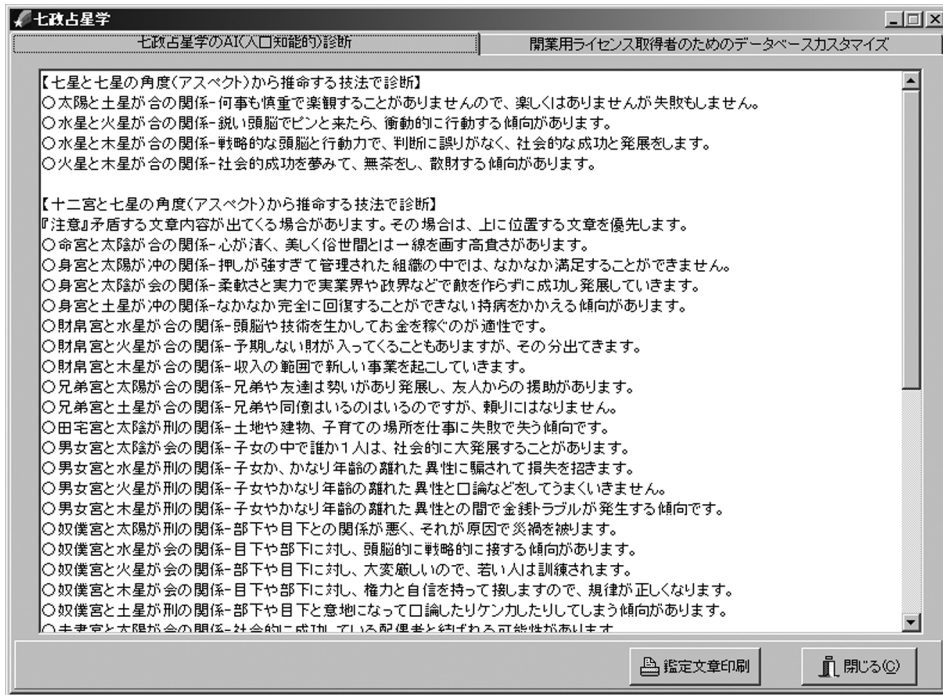 七政占星学
七政占星学のAI(人口知能的)診断
開業用ライセンス取得者のためのデータベースカスタマイズ
【七星と七星の角度(アスペクト)から推命する技法で診断】
○太陽と土星が合の関係-何事も慎重で楽観することがありませんので、楽しくはありませんが失敗もしません。
○水星と火星が合の関係-鋭い頭脳でピンと来たら、衝動的に行動する傾向があります。
○水星と木星が合の関係-戦略的な頭脳と行動力で、判断に誤りがなく、社会的な成功と発展をします。
○火星と木星が合の関係-社会的成功を夢みて、無茶をし、散財する傾向があります。
【十二宮と七星の角度(アスペクト)から推命する技法で診断】
『注意』矛盾する文章内容が出てくる場合があります。その場合は、上に位置する文章を優先します。
○命宮と太陰が合の関係-心が清く、美しく俗世間とは一線を画す高貴さがあります。
○身宮と太陽が冲の関係-押しが強すぎて管理された組織の中では、なかなか満足することができません。
○身宮と太陰が会の関係-柔軟さと実力で実業界や政界などで敵を作らずに成功し発展していきます。
○身宮と土星が冲の関係-なかなか完全に回復することができない持病をかかえる傾向があります。
○財帛宮と水星が合の関係-頭脳や技術を生かしてお金を稼ぐのが適性です。
○財帛宮と火星が合の関係-予期しない財が入ってくることもありますが、その分出てきます。
○財帛宮と木星が合の関係-収入の範囲で新しい事業を起こしていきます。
○兄弟宮と太陽が合の関係-兄弟や友達は勢いがあり発展し、友人からの援助があります。
○兄弟宮と土星が合の関係-兄弟や同僚はいるのはいるのですが、頼りにはなりません。
○田宅宮と太陰が刑の関係-土地や建物、子育ての場所を仕事に失敗で失う傾向です。
○男女宮と太陰が会の関係-子女の中で誰か1人は、社会的に大発展することがあります。
○男女宮と水星が刑の関係-子女か、かなり年齢の離れた異性に騙されて損失を招きます。
○男女宮と火星が刑の関係-子女やかなり年齢の離れた異性と口論などをしてうまくいきません。
○男女宮と木星が刑の関係-子女やかなり年齢の離れた異性との間で金銭トラブルが発生する傾向です。
○奴僕宮と太陽が刑の関係-部下や目下との関係が悪く、それが原因で災禍を被ります。
○奴僕宮と水星が会の関係-目下や部下に対し、頭脳的に戦略的に接する傾向があります。
○奴僕宮と火星が会の関係-部下や目下に対し、大変厳しいので、若い人は訓練されます。
○奴僕宮と木星が会の関係-目下や部下に対し、権力と自信を持って接しますので、規律が正しくなります。
○奴僕宮と土星が刑の関係-部下や目下と意地になって口論したりケンカしたりしてしまう傾向があります。
○夫妻宮と太陽が会の関係-社会的に成功している配偶者と結ばれる可能性があります
鑑定文章印刷
閉じる(C)